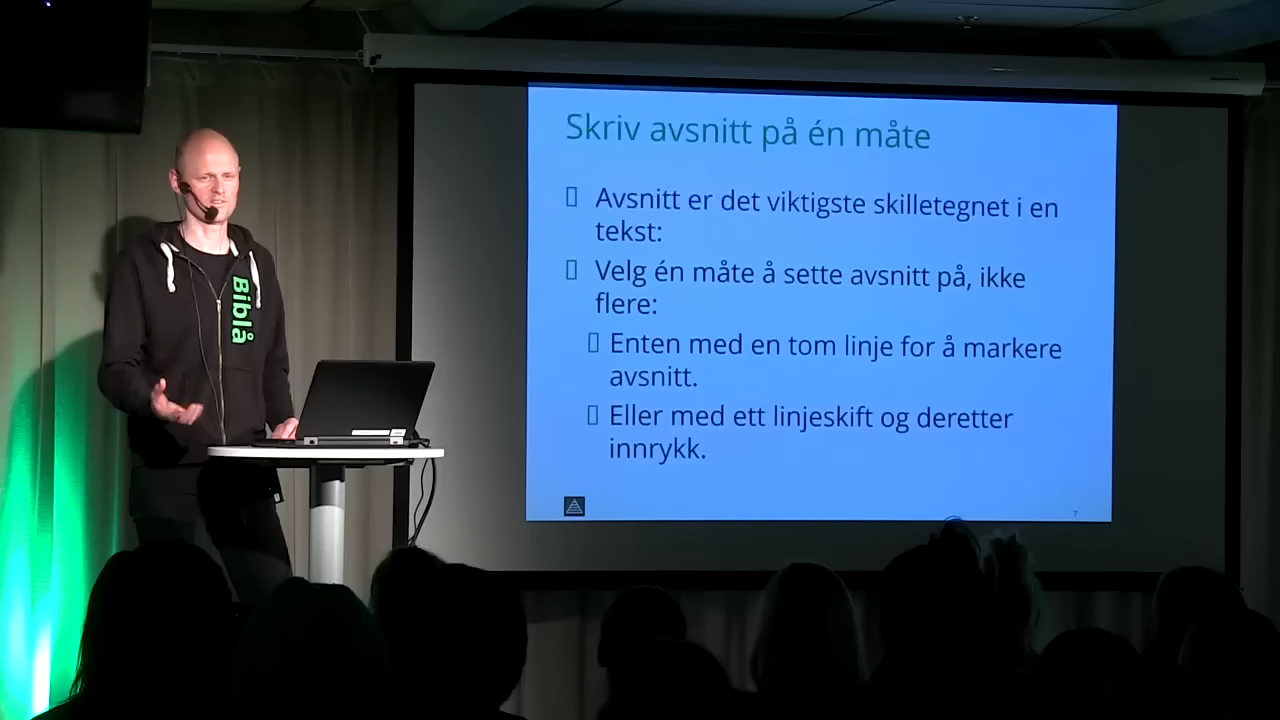 Skriv avsnitt på én måte
Avsnitt er det viktigste skilletegnet i en
tekst:
Velg én måte å sette avsnitt på, ikke
flere:
Enten med en tom linje for å markere
avsnitt.
Eller med ett linjeskift og deretter
innrykk.
7
Biblå